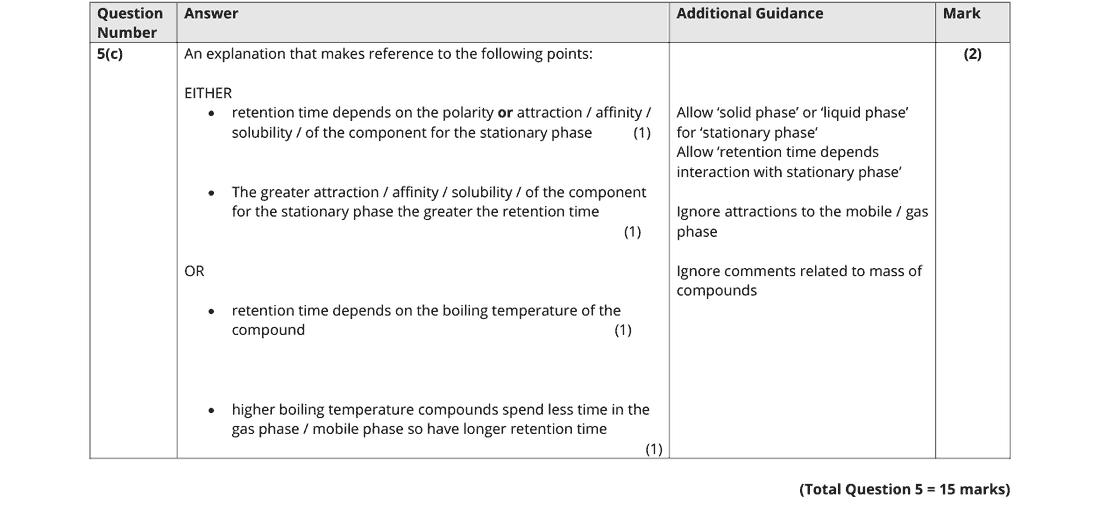 Question Number Answer Additional Guidance Mark
5(c) An explanation that makes reference to the following points: (2)
EITHER
• retention time depends on the polarity or attraction / affinity /
solubility / of the component for the stationary phase (1)
Allow ‘solid phase’ or ‘liquid phase’
for ‘stationary phase’
Allow ‘retention time depends
interaction with stationary phase’
• The greater attraction / affinity / solubility / of the component
for the stationary phase the greater the retention time
(1)
Ignore attractions to the mobile / gas
phase
OR
Ignore comments related to mass of
compounds
• retention time depends on the boiling temperature of the
compound (1)
• higher boiling temperature compounds spend less time in the
gas phase / mobile phase so have longer retention time
(1)
(Total Question 5 = 15 marks)